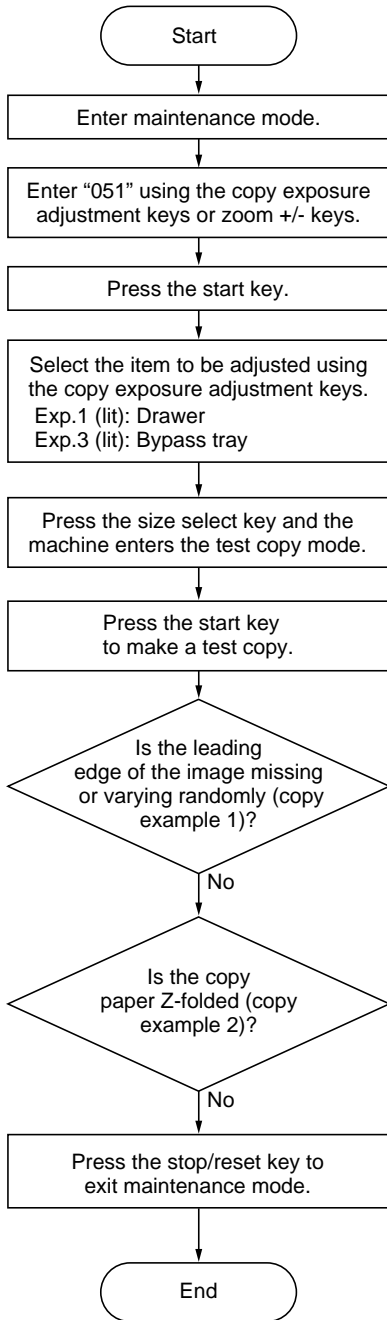 Start
Enter maintenance mode.
Enter “051” using the copy exposure
adjustment keys or zoom +/- keys.
Press the start key.
Select the item to be adjusted using
the copy exposure adjustment keys.
Exp.1 (lit): Drawer
Exp.3 (lit): Bypass tray
Press the size select key and the
machine enters the test copy mode.
Press the start key
to make a test copy.
Is the leading
edge of the image missing
or varying randomly (copy
example 1)?
No
Is the copy
paper Z-folded (copy
example 2)?
No
Press the stop/reset key to
exit maintenance mode.
End